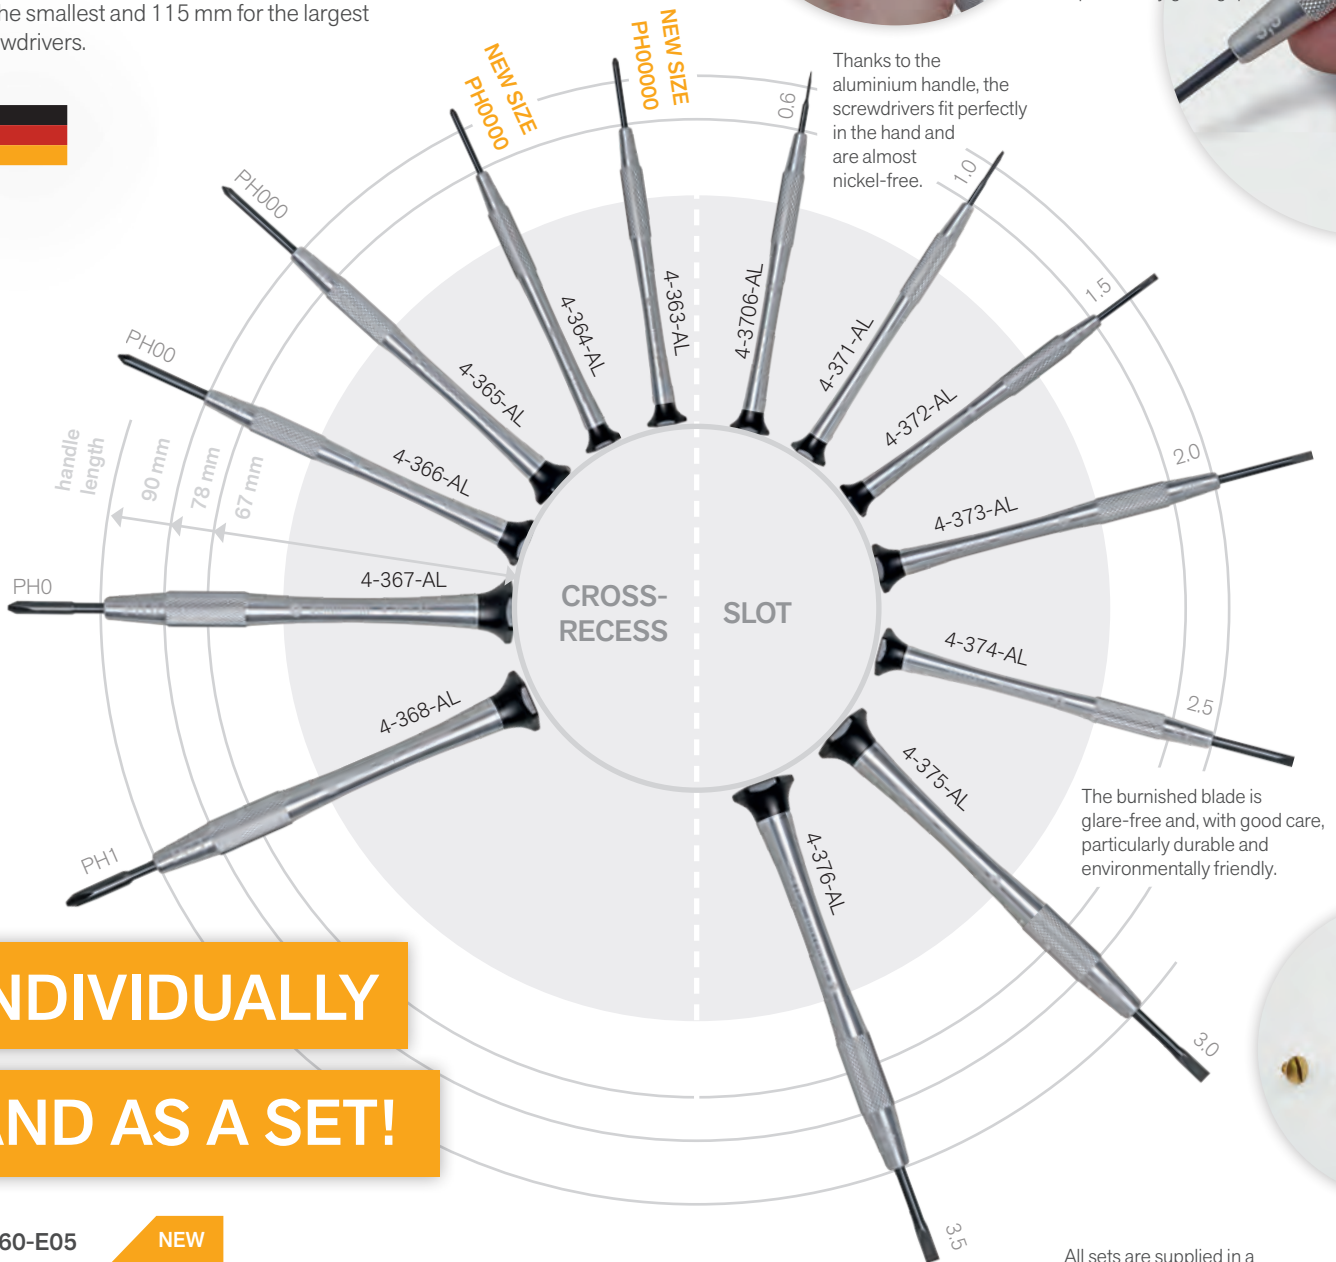 he smallest and 115 mm for the largest
wdrivers.
Thanks to the
aluminium handle, the
screwdrivers fit perfectly
in the hand and
are almost
nickel-free.
NEW SIZE
PH0000
NEW SIZE
PH00000
0.6
1.0
1.5
2.0
2.5
3.0
3.5
PH000
PH00
PH0
PH1
handle
length
90 mm
78 mm
67 mm
4-363-AL
4-364-AL
4-365-AL
4-366-AL
4-367-AL
4-368-AL
4-3706-AL
4-371-AL
4-372-AL
4-373-AL
4-374-AL
4-375-AL
4-376-AL
CROSS-
RECESS
SLOT
The burnished blade is
glare-free and, with good care,
particularly durable and
environmentally friendly.
NDIVIDUALLY
AND AS A SET!
60-E05
NEW
All sets are supplied in a